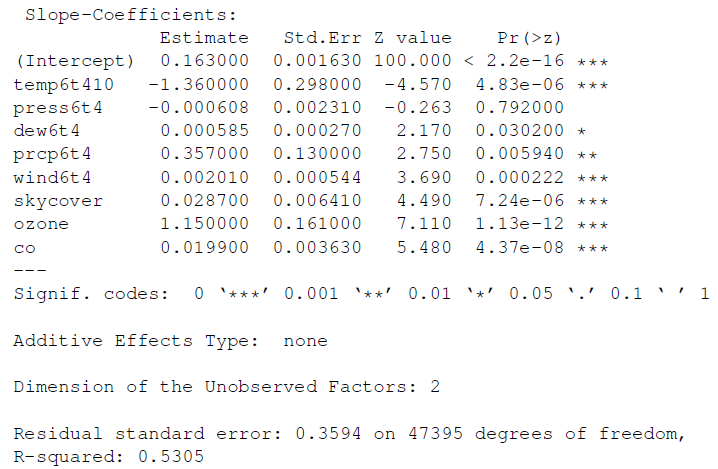 Slope-Coefficients:
Estimate Std.Err Z value Pr(>z)
(Intercept) 0.163000 0.001630 100.000 < 2.2e-16 ***
temp6t410 -1.360000 0.298000 -4.570 4.83e-06 ***
press6t4 -0.000608 0.002310 -0.263 0.792000
dew6t4 0.000585 0.000270 2.170 0.030200 *
prcp6t4 0.357000 0.130000 2.750 0.005940 **
wind6t4 0.002010 0.000544 3.690 0.000222 ***
skycover 0.028700 0.006410 4.490 7.24e-06 ***
ozone 1.150000 0.161000 7.110 1.13e-12 ***
co 0.019900 0.003630 5.480 4.37e-08 ***
---
Signif. codes: 0 ‘***’ 0.001 ‘**’ 0.01 ‘*’ 0.05 ‘.’ 0.1 ‘ ’ 1
Additive Effects Type: none
Dimension of the Unobserved Factors: 2
Residual standard error: 0.3594 on 47395 degrees of freedom,
R-squared: 0.5305